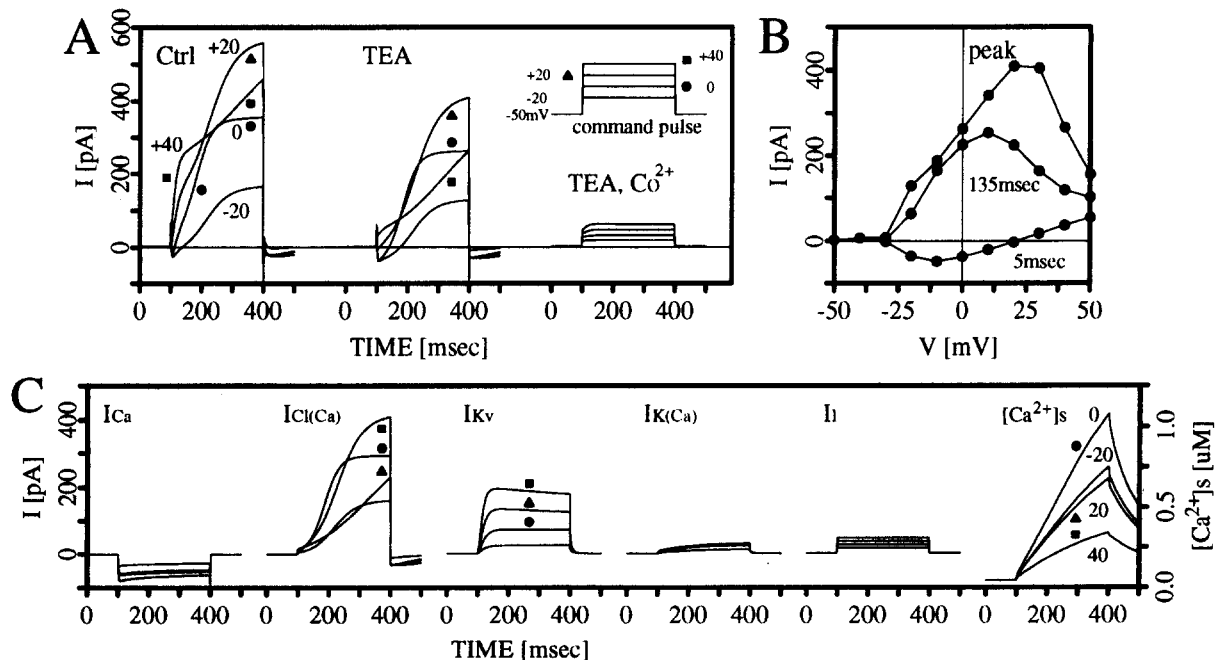 A
Ctrl
+20
+40
0
-20
TEA
+20
-20
-50mV
+40
0
command pulse
TEA, Co2+
I [pA]
600
400
200
0
0 200 400 0 200 400 0 200 400
TIME [msec]
B
peak
135msec
5msec
I [pA]
400
200
0
-50 -25 0 25 50
V [mV]
C
ICa
ICl(Ca)
IKv
IK(Ca)
Il
[Ca2+]s
0
-20
20
40
I [pA]
400
200
0
1.0
0.5
0.0
[Ca2+]s [uM]
0 200 400 0 200 400 0 200 400 0 200 400 0 200 400 0 200 400
TIME [msec]